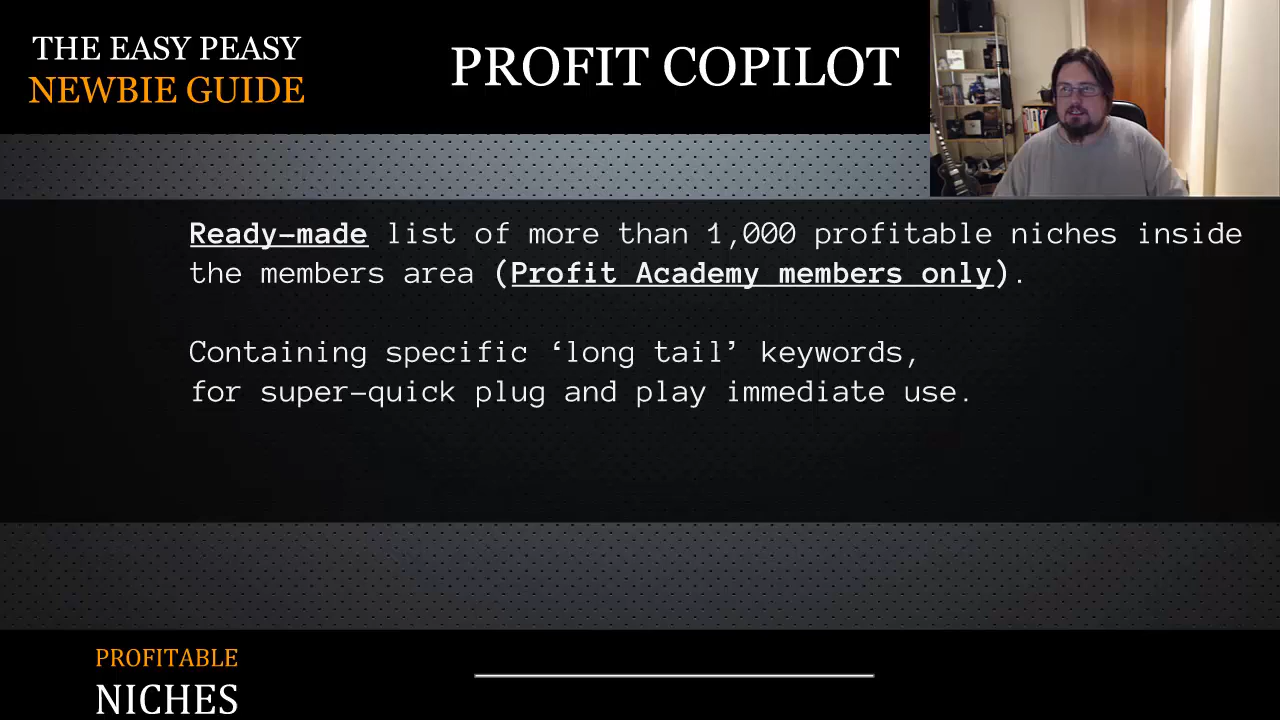 THE EASY PEASY
NEWBIE GUIDE
PROFIT COPILOT
Ready-made list of more than 1,000 profitable niches inside
the members area (Profit Academy members only).
Containing specific ‘long tail’ keywords,
for super-quick plug and play immediate use.
PROFITABLE
NICHES